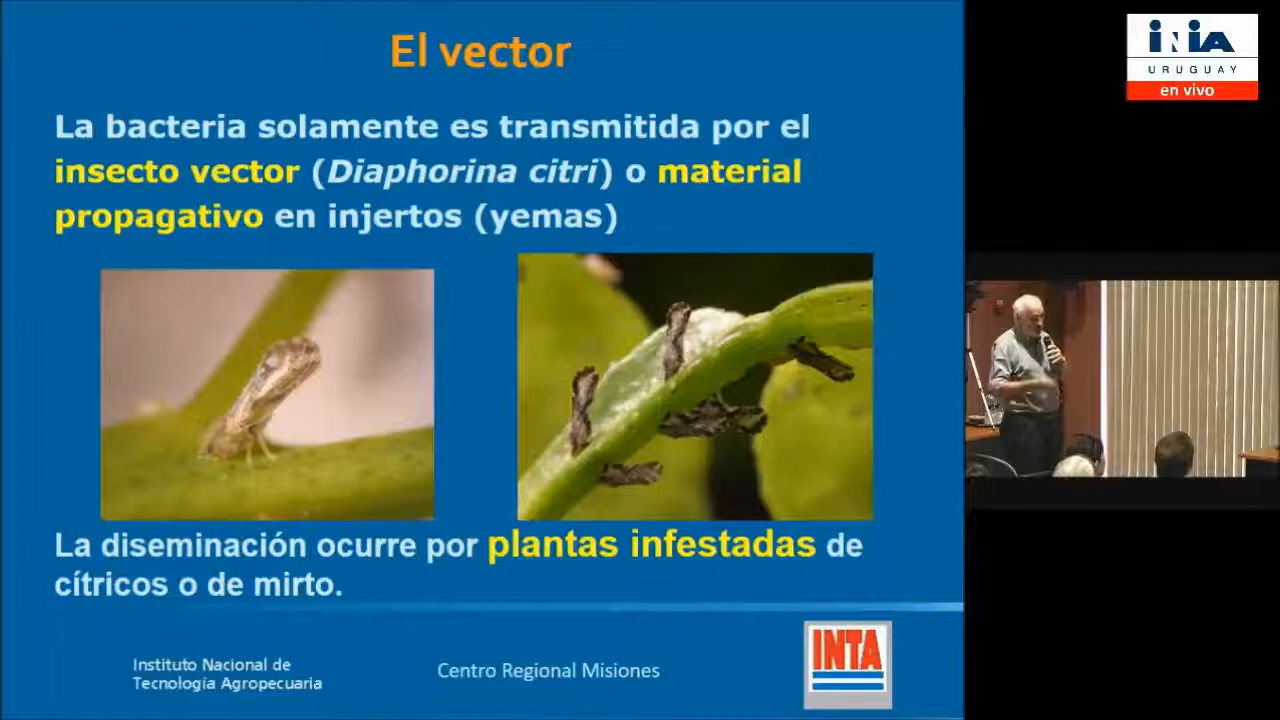 El vector
La bacteria solamente es transmitida por el
insecto vector (Diaphorina citri) o material
propagativo en injertos (yemas)
La diseminación ocurre por plantas infestadas de
cítricos o de mirto.
Instituto Nacional de
Tecnología Agropecuaria
Centro Regional Misiones
INTA
INIA
URUGUAY
en vivo